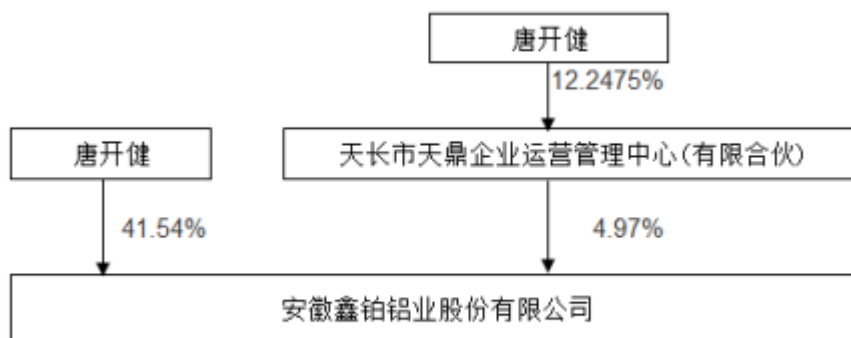 唐开健
12.2475%
唐开健
天长市天鼎企业运营管理中心(有限合伙)
41.54%
4.97%
安徽鑫铂铝业股份有限公司